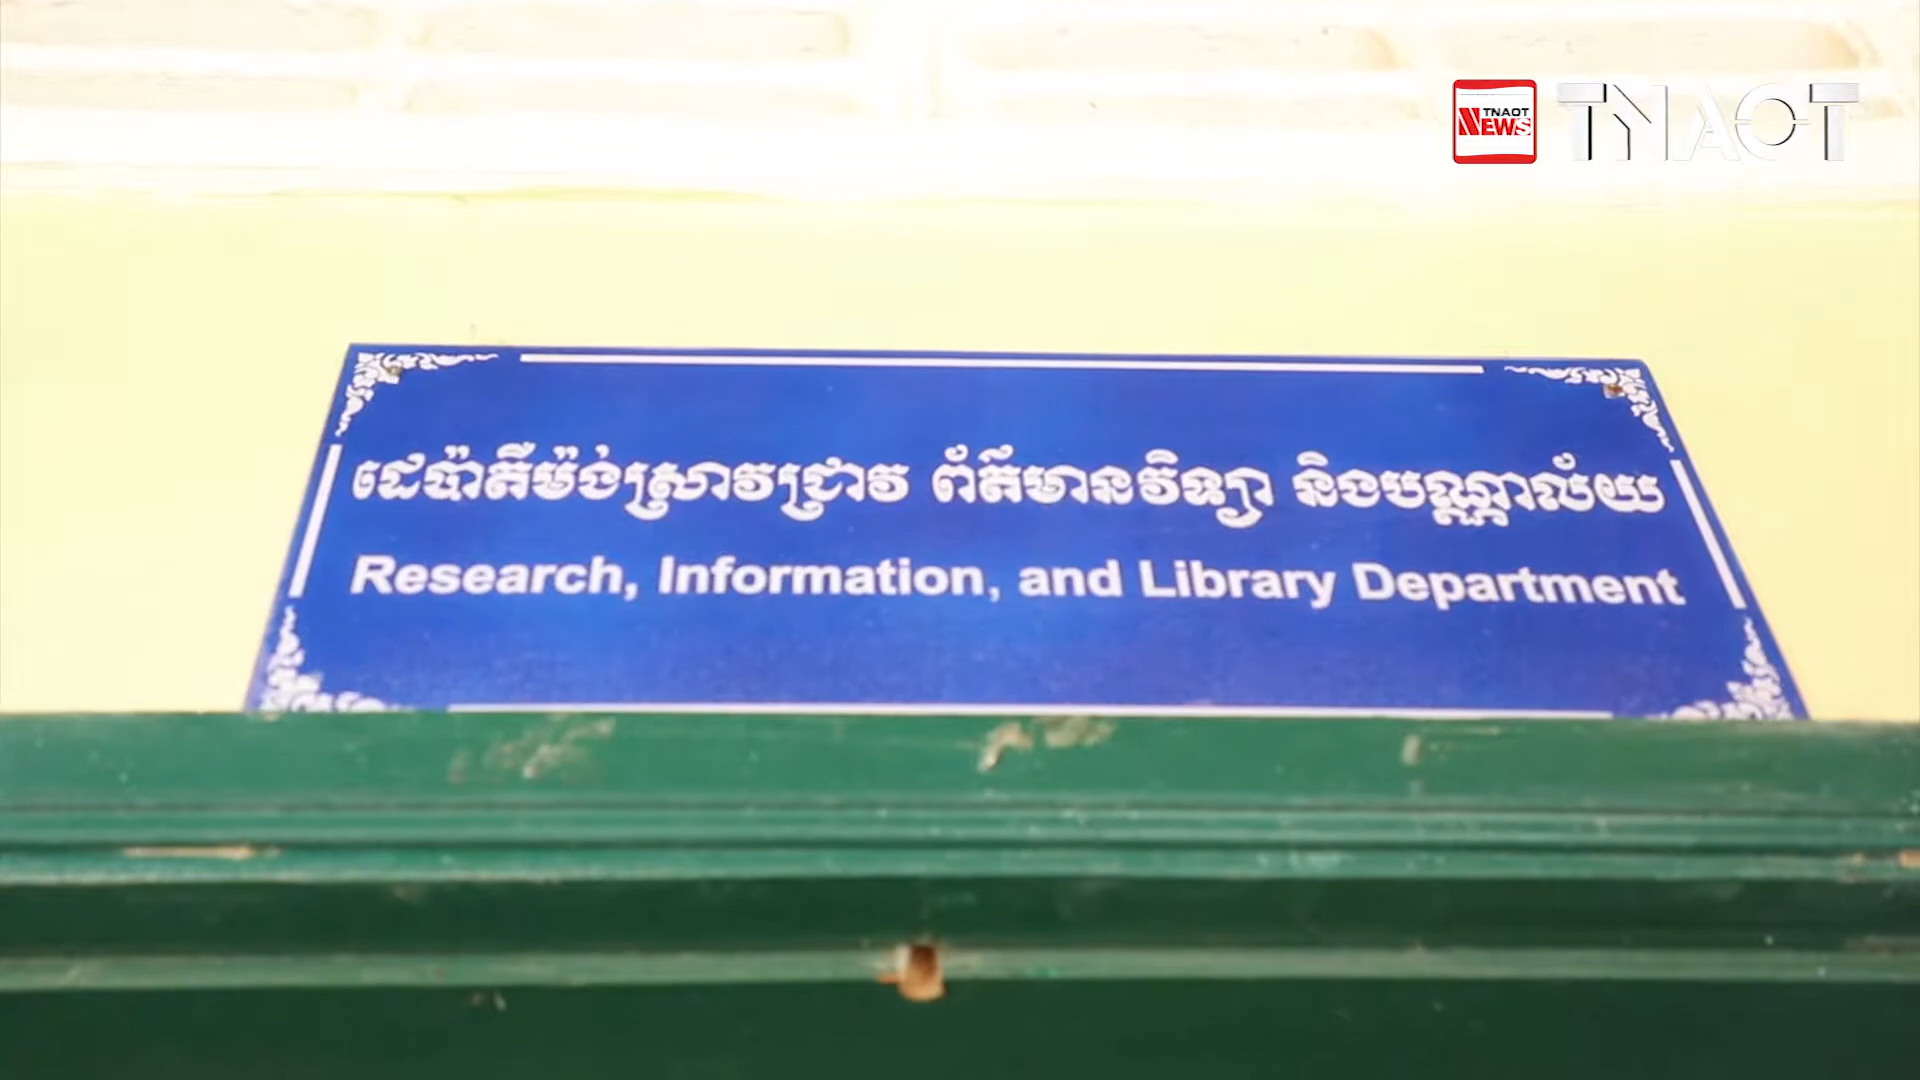 TNAOT
NEWS
TNAOT
ដេប៉ាតឺម៉ង់ស្រាវជ្រាវ ព័ត៌មានវិទ្យា និងបណ្ណាល័យ
Research, Information, and Library Department